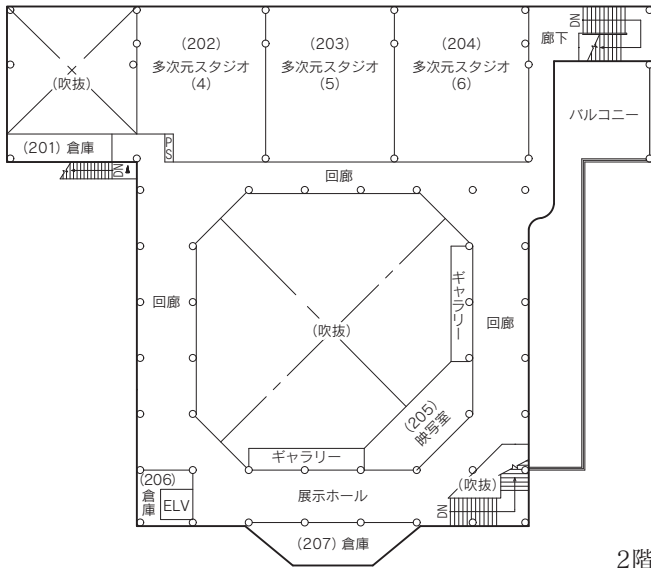 (202)
多次元スタジオ
(4)
(203)
多次元スタジオ
(5)
(204)
多次元スタジオ
(6)
廊下
DN
(吹抜)
バルコニー
(201) 倉庫
PS
DN
回廊
ギャラリー
回廊
(吹抜)
回廊
(205)
映写室
ギャラリー
(206)
倉庫
ELV
展示ホール
(吹抜)
DN
(207) 倉庫
2階